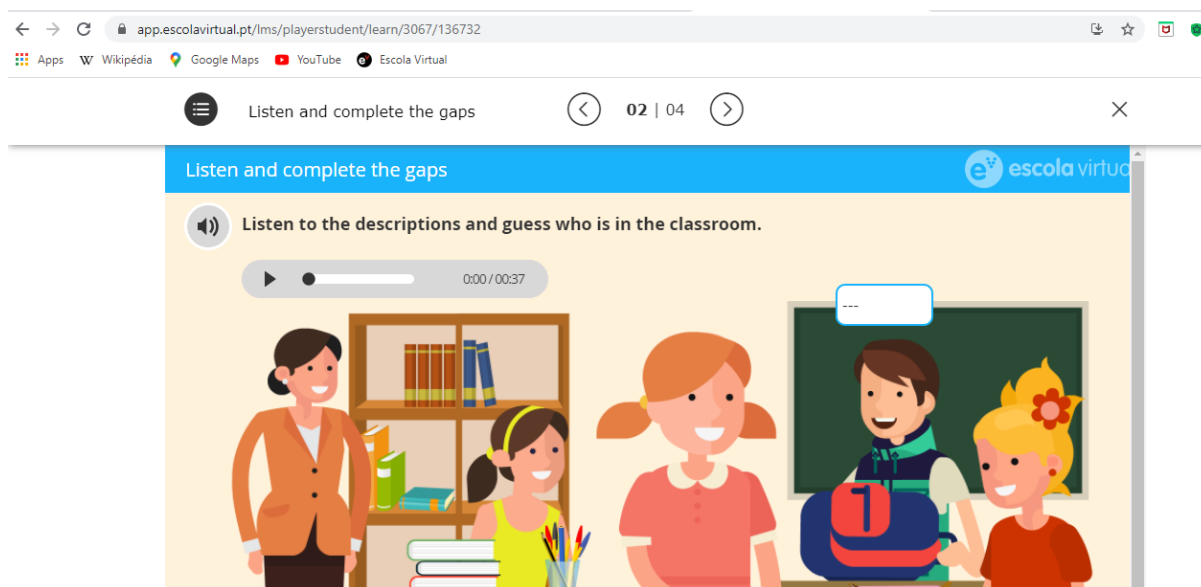 app.escolavirtual.pt/lms/playerstudent/learn/3067/136732
Apps W Wikipédia Google Maps YouTube e Escola Virtual
Listen and complete the gaps 02 | 04
Listen and complete the gaps
e escola virtua
Listen to the descriptions and guess who is in the classroom.
0:00 / 00:37
---
1